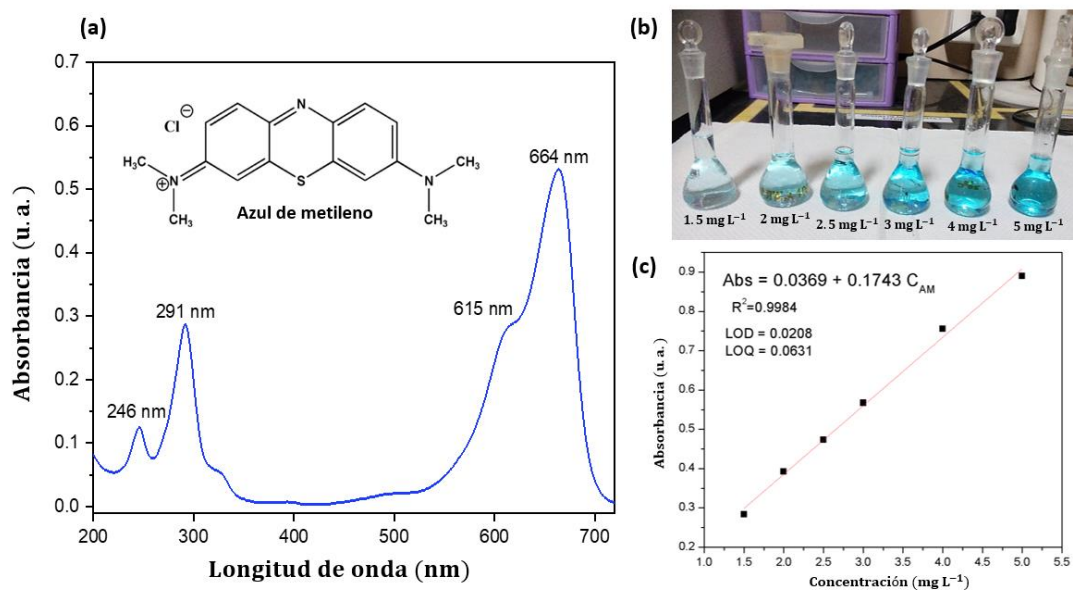 (a)
0.7
0.6
0.5
0.4
0.3
0.2
0.1
0.0
Absorbancia (u. a.)
Cl⊖
N
H₃C
N⊕
CH₃
S
CH₃
N
CH₃
Azul de metileno
246 nm
291 nm
615 nm
664 nm
200 300 400 500 600 700
Longitud de onda (nm)
(b)
1.5 mg L⁻¹ 2 mg L⁻¹ 2.5 mg L⁻¹ 3 mg L⁻¹ 4 mg L⁻¹ 5 mg L⁻¹
(c)
0.9
0.8
0.7
0.6
0.5
0.4
0.3
0.2
Absorbancia (u. a.)
Abs = 0.0369 + 0.1743 C_AM
R²=0.9984
LOD = 0.0208
LOQ = 0.0631
1.0 1.5 2.0 2.5 3.0 3.5 4.0 4.5 5.0 5.5
Concentración (mg L⁻¹)